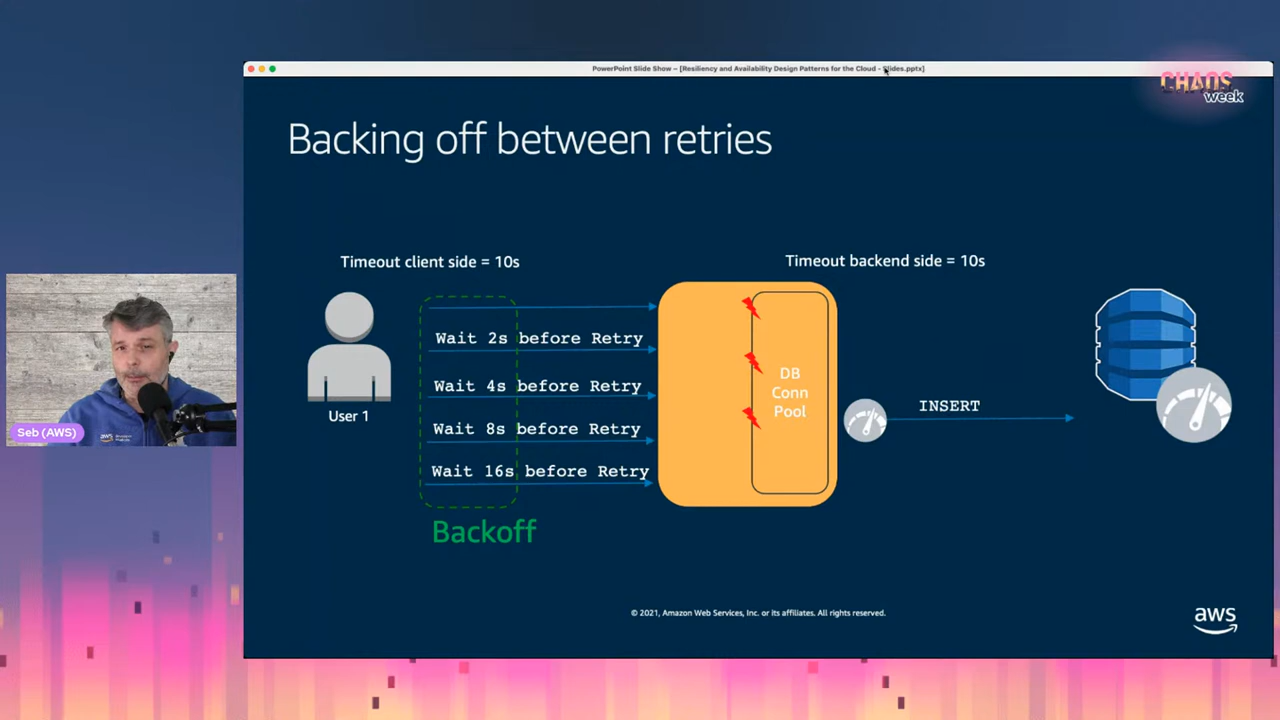 PowerPoint Slide Show – [Resiliency and Availability Design Patterns for the Cloud - Slides.pptx]
CHAOS
week
Backing off between retries
Timeout client side = 10s
Timeout backend side = 10s
Wait 2s before Retry
Wait 4s before Retry
Wait 8s before Retry
Wait 16s before Retry
User 1
Backoff
DB
Conn
Pool
INSERT
Seb (AWS)
aws
© 2021, Amazon Web Services, Inc. or its affiliates. All rights reserved.
aws